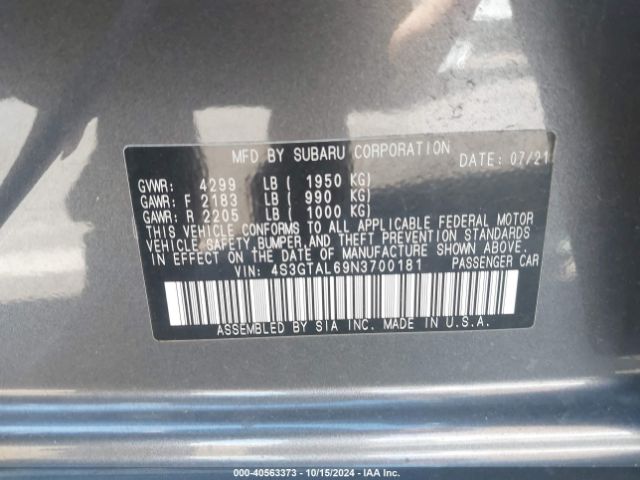 MFD BY SUBARU CORPORATION DATE: 07/21
GVWR: 4299 LB ( 1950 KG)
GAWR: F 2183 LB ( 990 KG)
GAWR: R 2205 LB ( 1000 KG)
THIS VEHICLE CONFORMS TO ALL APPLICABLE FEDERAL MOTOR
VEHICLE SAFETY, BUMPER, AND THEFT PREVENTION STANDARDS
IN EFFECT ON THE DATE OF MANUFACTURE SHOWN ABOVE.
VIN: 4S3GTAL69N3700181 PASSENGER CAR
ASSEMBLED BY SIA INC. MADE IN U.S.A.
000-40563373 - 10/15/2024 - IAA Inc.